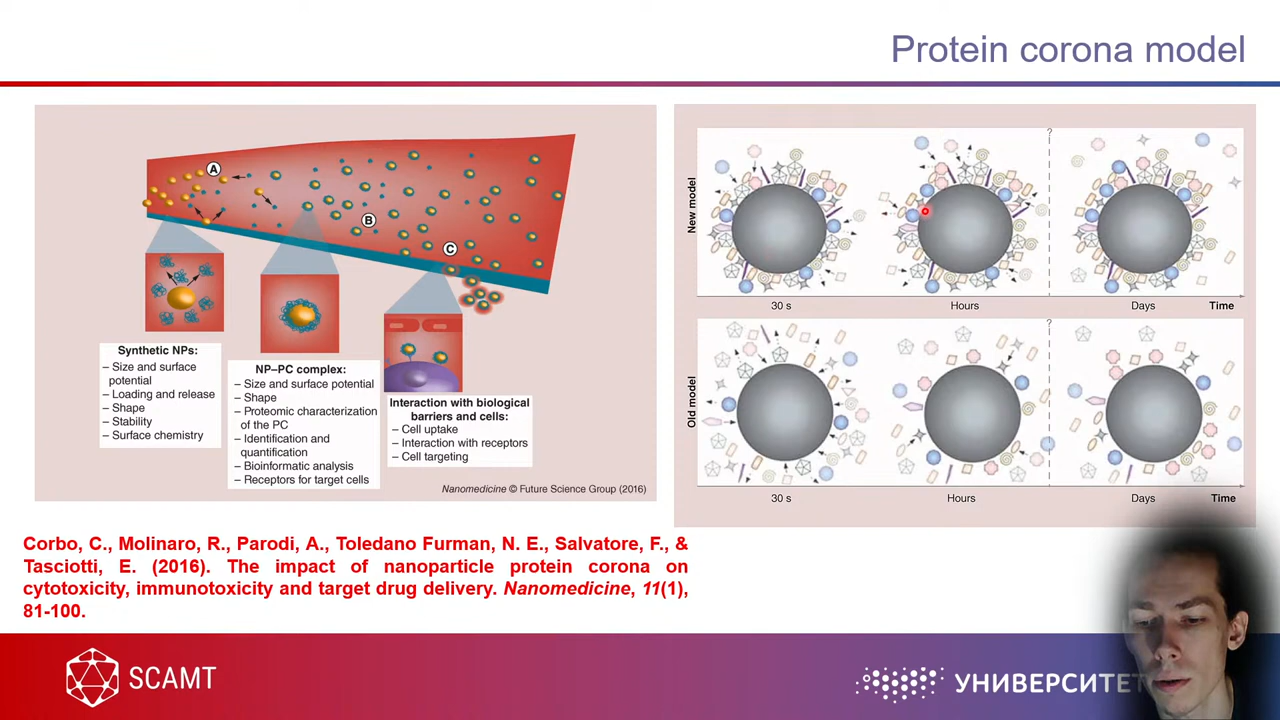 Protein corona model
A
B
C
Synthetic NPs:
– Size and surface
potential
– Loading and release
– Shape
– Stability
– Surface chemistry
NP–PC complex:
– Size and surface potential
– Shape
– Proteomic characterization
of the PC
– Identification and
quantification
– Bioinformatic analysis
– Receptors for target cells
Interaction with biological
barriers and cells:
– Cell uptake
– Interaction with receptors
– Cell targeting
Nanomedicine © Future Science Group (2016)
New model
?
30 s
Hours
Days
Time
Old model
?
30 s
Hours
Days
Time
Corbo, C., Molinaro, R., Parodi, A., Toledano Furman, N. E., Salvatore, F., &
Tasciotti, E. (2016). The impact of nanoparticle protein corona on
cytotoxicity, immunotoxicity and target drug delivery. Nanomedicine, 11(1),
81-100.
SCAMT
УНИВЕРСИТЕТ